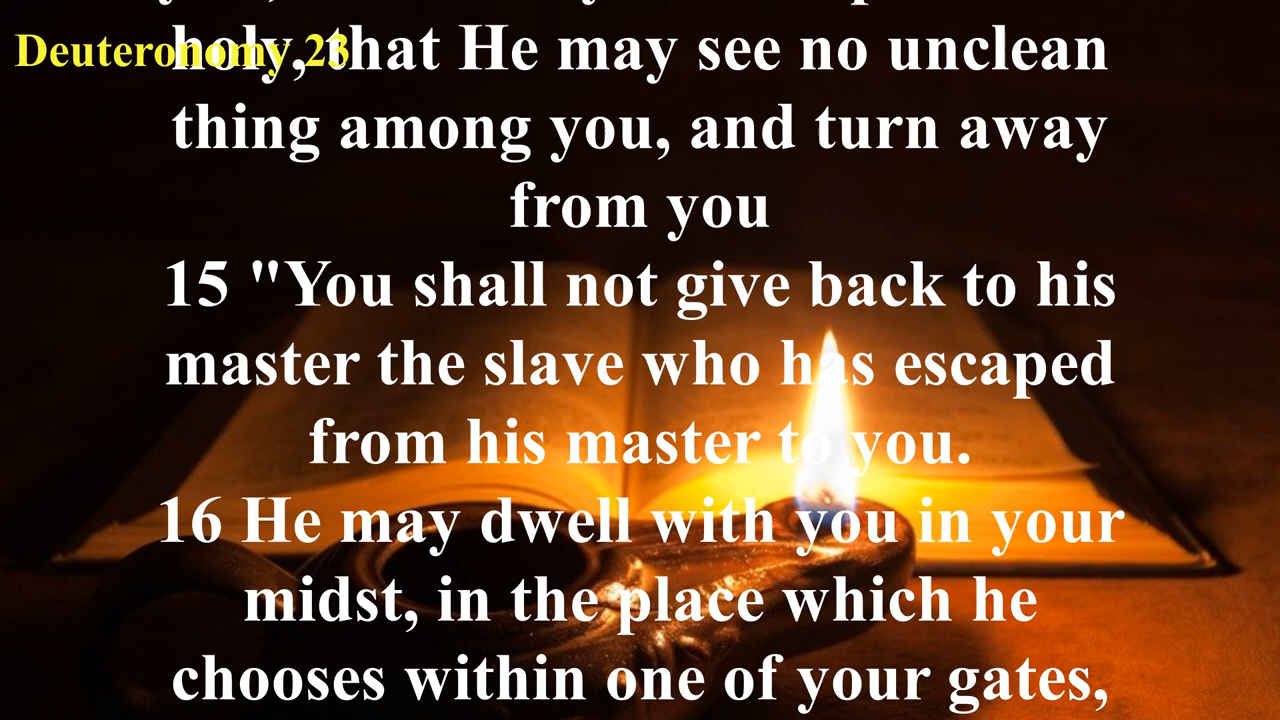 Deuteronomy 23
holy, that He may see no unclean
thing among you, and turn away
from you
15 "You shall not give back to his
master the slave who has escaped
from his master to you.
16 He may dwell with you in your
midst, in the place which he
chooses within one of your gates,